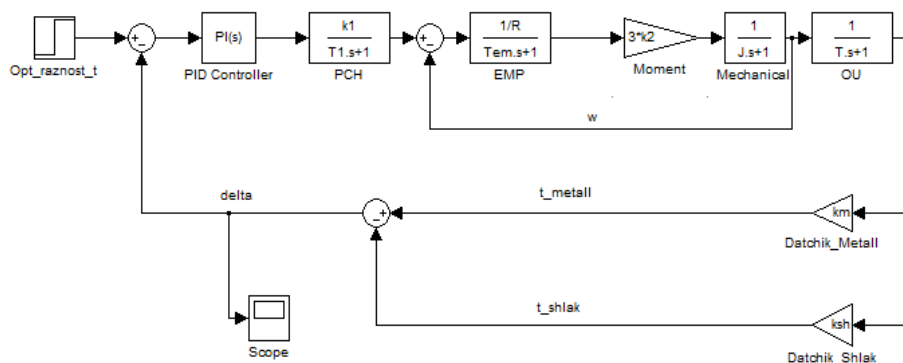 Opt_raznost_t
+
−
PI(s)
PID Controller
k1
T1.s+1
PCH
+
−
1/R
Tem.s+1
EMP
3*k2
Moment
1
J.s+1
Mechanical
1
T.s+1
OU
w
delta
−
+
t_metall
km
Datchik_Metall
Scope
t_shlak
ksh
Datchik_Shlak